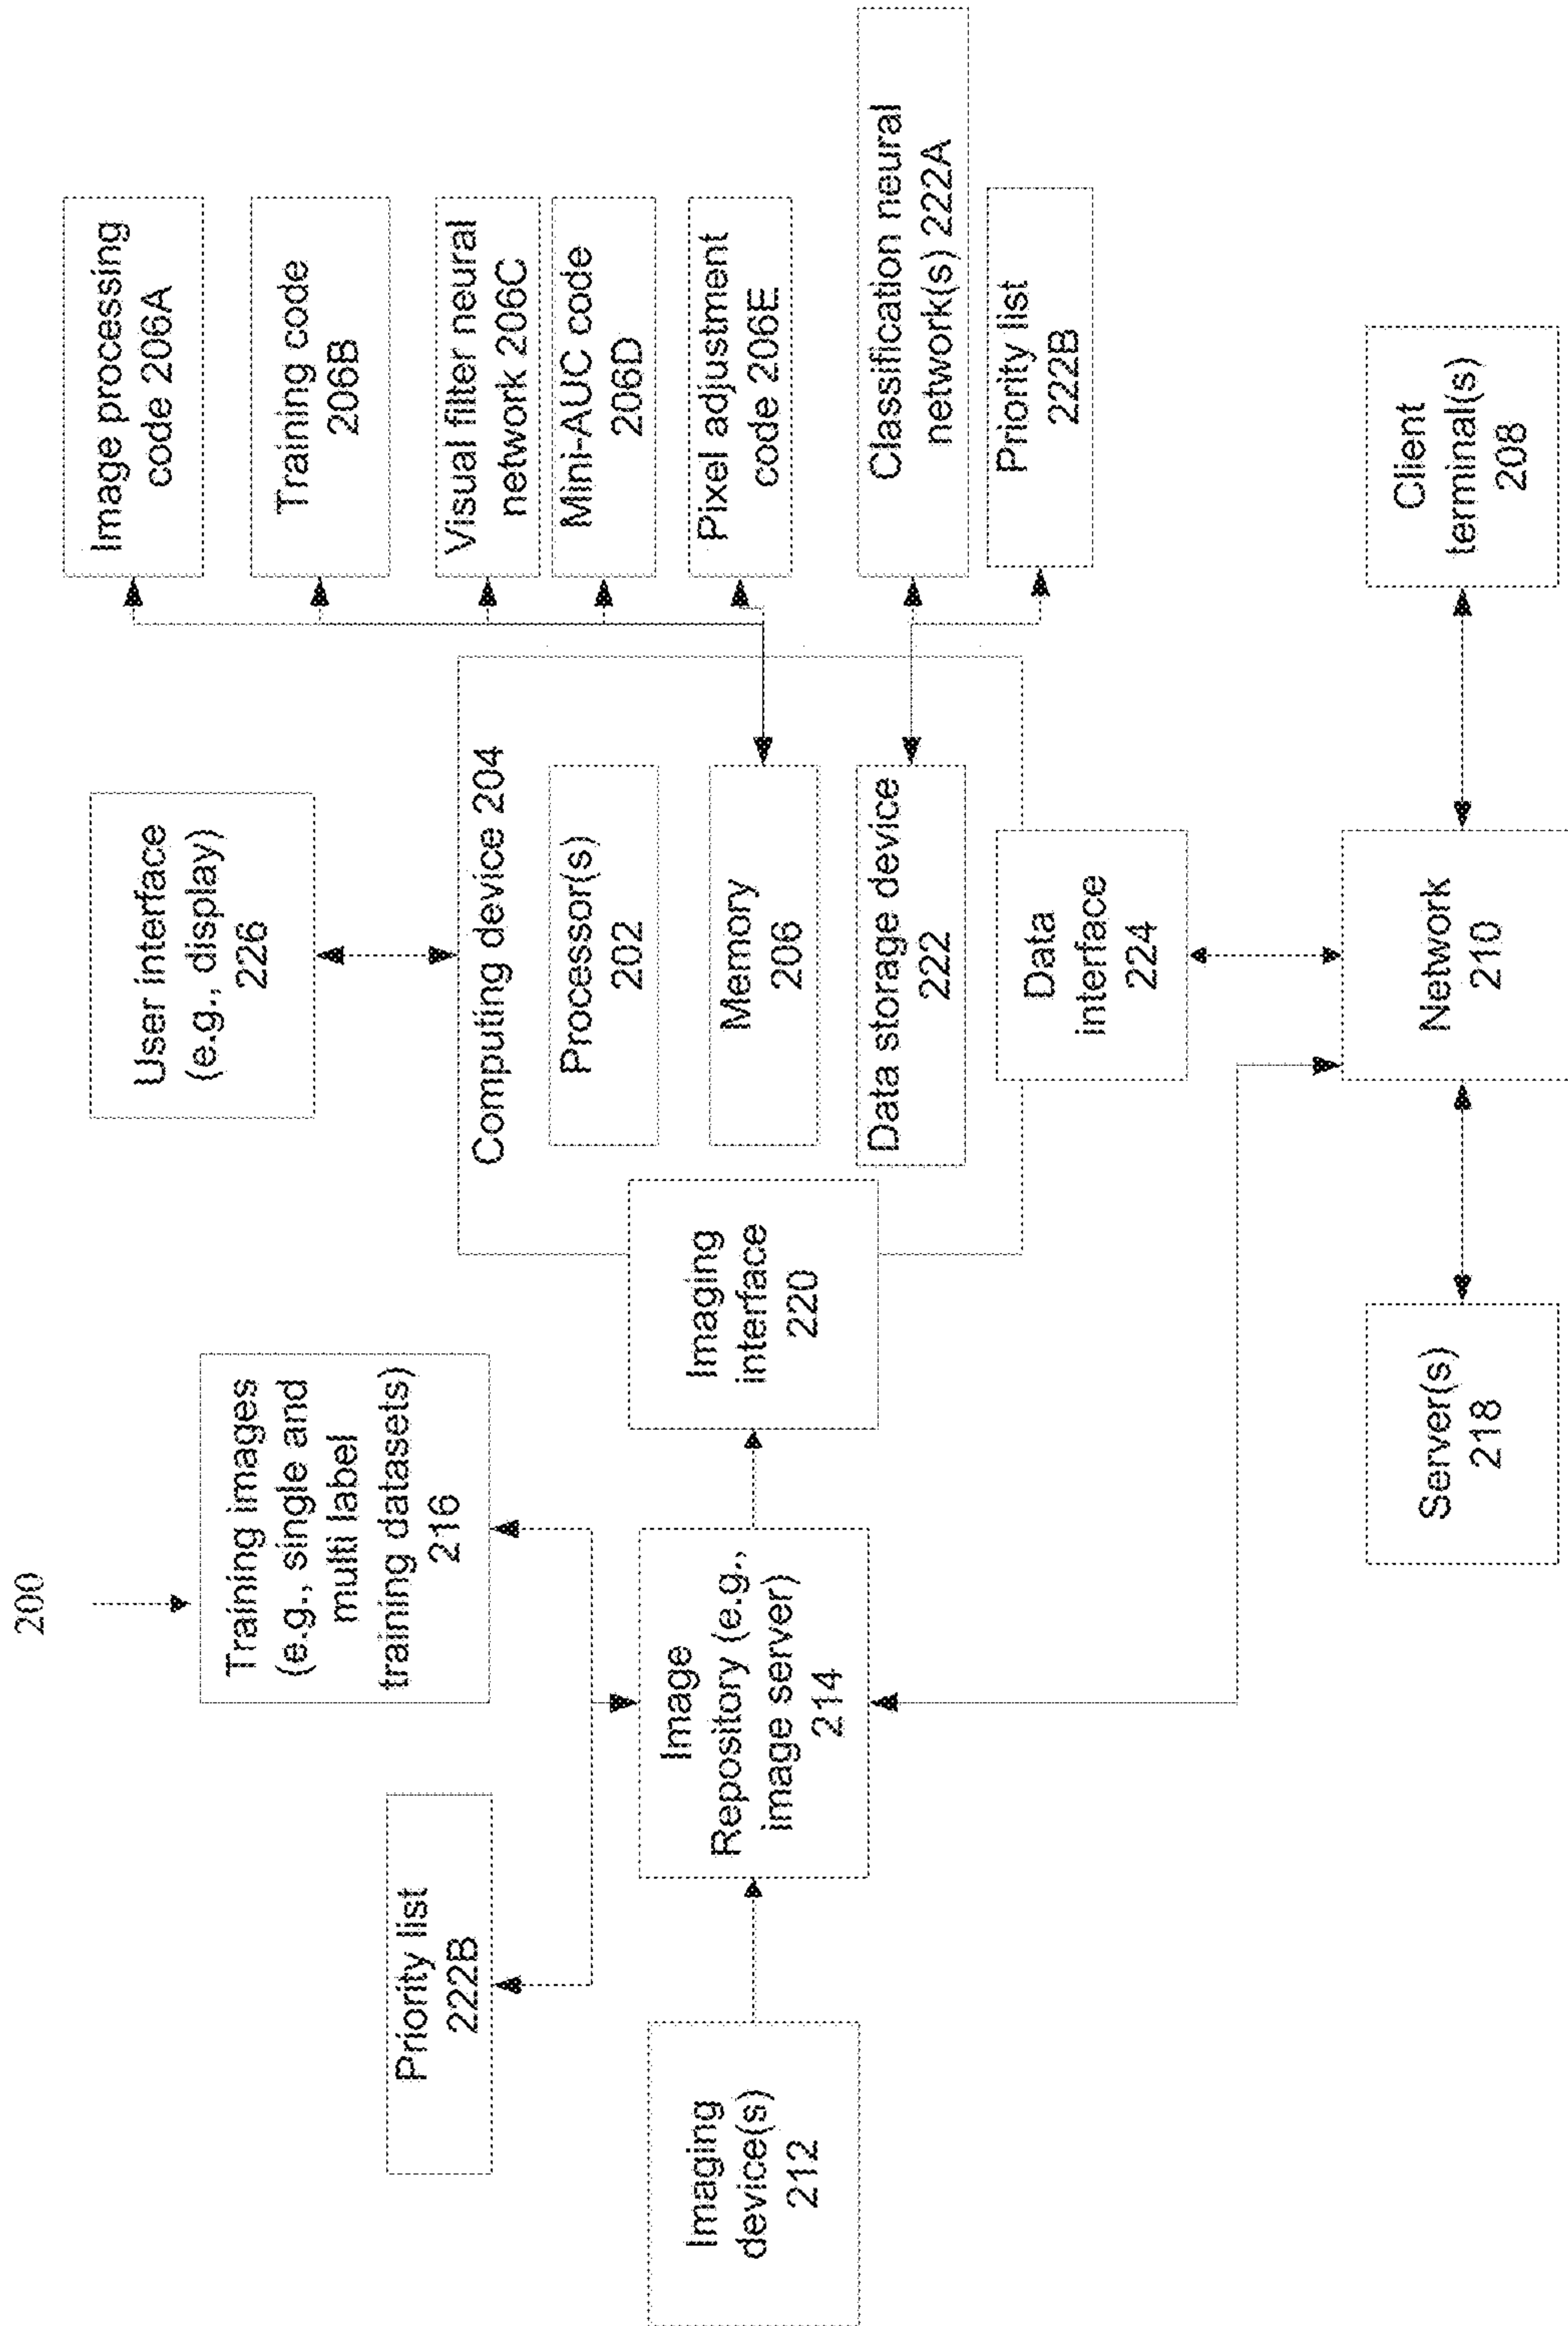 200
Training images
(e.g., single and
multi label
training datasets)
216
Priority list
222B
User interface
(e.g., display)
226
Image processing
code 206A
Training code
206B
Visual filter neural
network 206C
Mini-AUC code
206D
Pixel adjustment
code 206E
Computing device 204
Processor(s)
202
Memory
206
Data storage device
222
Classification neural
network(s) 222A
Priority list
222B
Imaging
device(s)
212
Image
Repository (e.g.,
image server)
214
Imaging
interface
220
Data
interface
224
Server(s)
218
Network
210
Client
terminal(s)
208